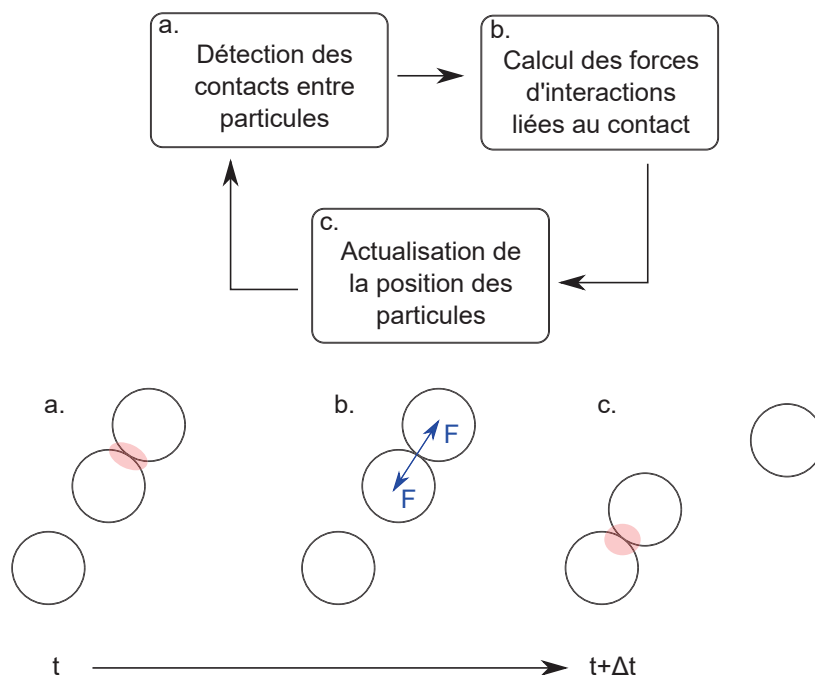 a.
Détection des
contacts entre
particules
b.
Calcul des forces
d'interactions
liées au contact
c.
Actualisation de
la position des
particules
a.
b.
F
F
c.
t
t+Δt